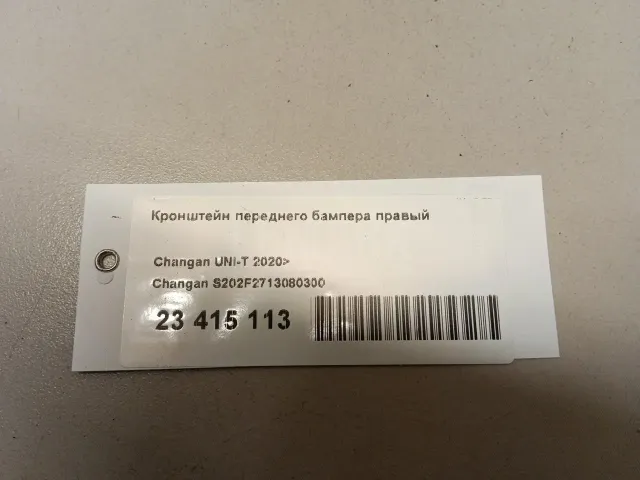 Кронштейн переднего бампера правый
Changan UNI-T 2020>
Changan S202F2713080300
23 415 113